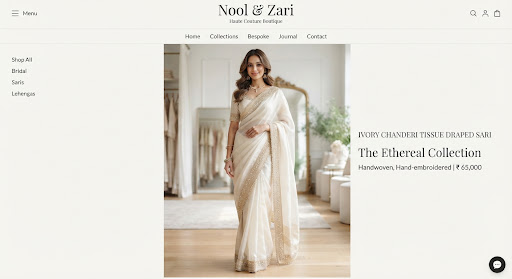 Menu
Nool & Zari
Haute Couture Boutique
Home Collections Bespoke Journal Contact
Shop All
Bridal
Saris
Lehengas
IVORY CHANDERI TISSUE DRAPED SARI
The Ethereal Collection
Handwoven, Hand-embroidered | ₹ 65,000